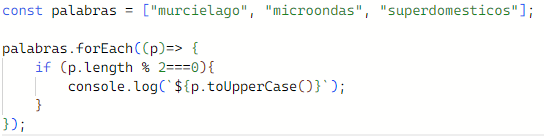 const palabras = ["murcielago", "microondas", "superdomesticos"];
palabras.forEach((p)=> {
if (p.length % 2===0){
console.log(`${p.toUpperCase()}`);
}
});